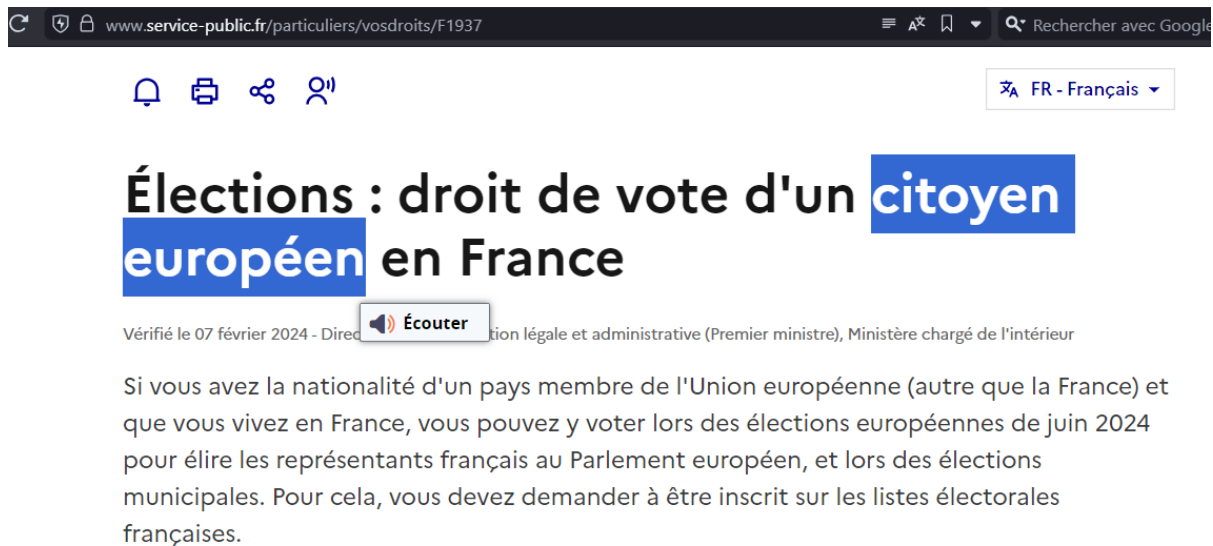 www.service-public.fr/particuliers/vosdroits/F1937
Rechercher avec Google
FR - Français
Élections : droit de vote d'un citoyen
européen en France
Écouter
Vérifié le 07 février 2024 - Direc tion légale et administrative (Premier ministre), Ministère chargé de l'intérieur
Si vous avez la nationalité d'un pays membre de l'Union européenne (autre que la France) et
que vous vivez en France, vous pouvez y voter lors des élections européennes de juin 2024
pour élire les représentants français au Parlement européen, et lors des élections
municipales. Pour cela, vous devez demander à être inscrit sur les listes électorales
françaises.